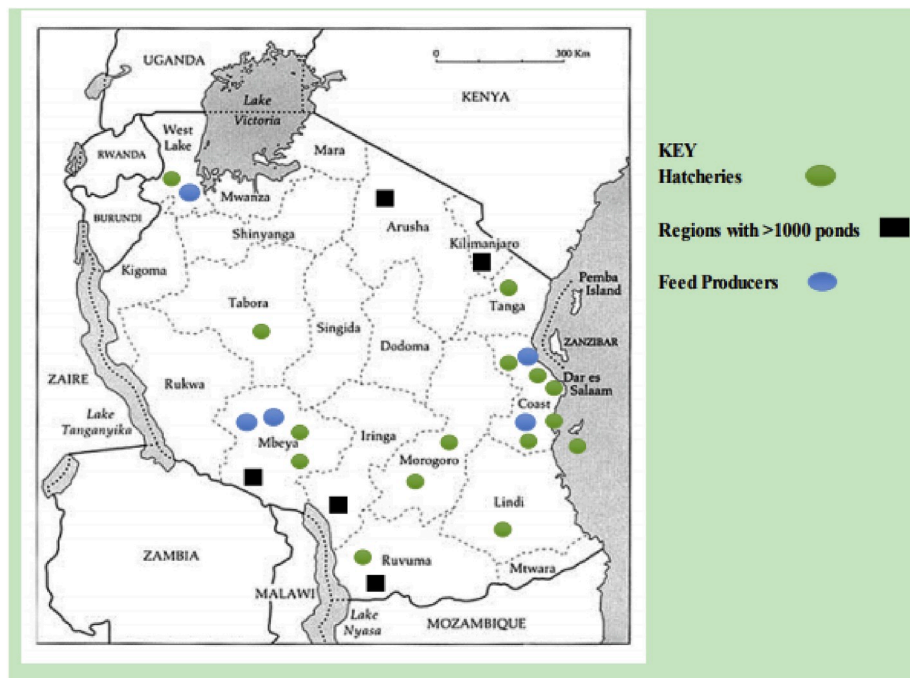 UGANDA
Lake
Victoria
0 300 Km
KENYA
West
Lake
RWANDA
Mara
Mwanza
BURUNDI
Arusha
Shinyanga
Kilimanjaro
Kigoma
Pemba
Island
Tabora
Tanga
Singida
Dodoma
ZANZIBAR
ZAIRE
Rukwa
Dar es
Salaam
Coast
Lake
Tanganyika
Mbeya
Iringa
Morogoro
Lindi
ZAMBIA
Ruvuma
Mtwara
MALAWI
Lake
Nyasa
MOZAMBIQUE
KEY
Hatcheries
Regions with >1000 ponds
Feed Producers